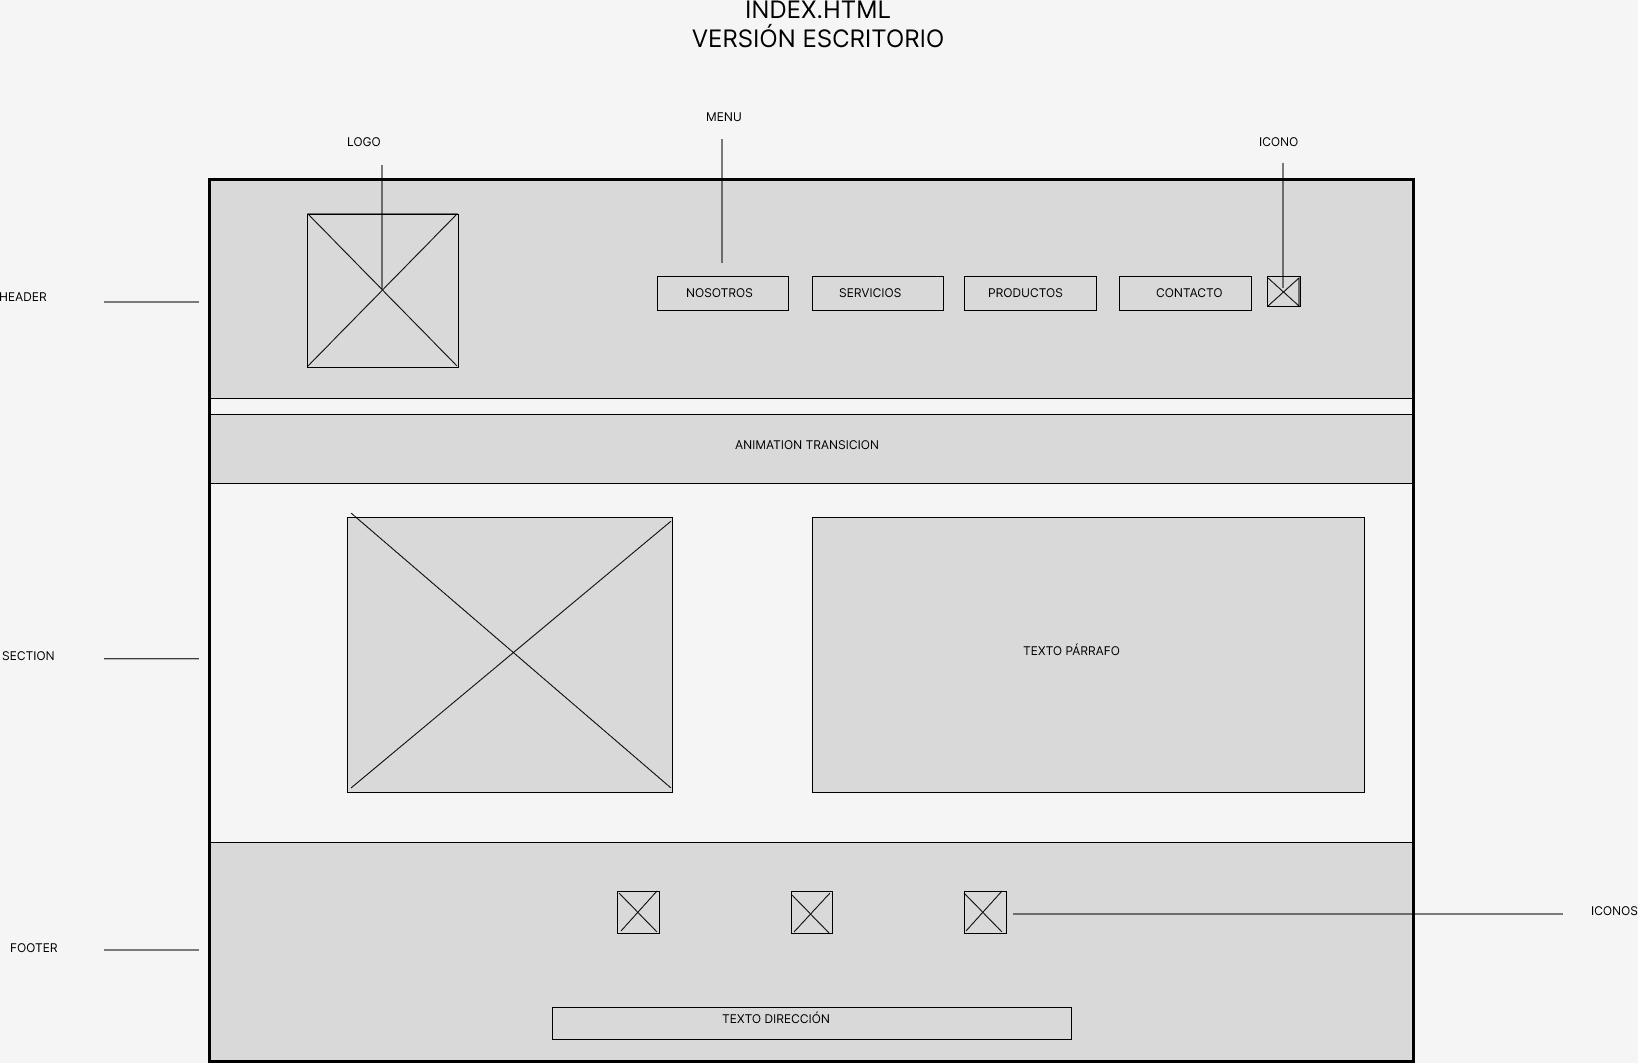 INDEX.HTML
VERSIÓN ESCRITORIO
MENU
LOGO
ICONO
HEADER
NOSOTROS
SERVICIOS
PRODUCTOS
CONTACTO
ANIMATION TRANSICION
SECTION
TEXTO PÁRRAFO
ICONOS
FOOTER
TEXTO DIRECCIÓN